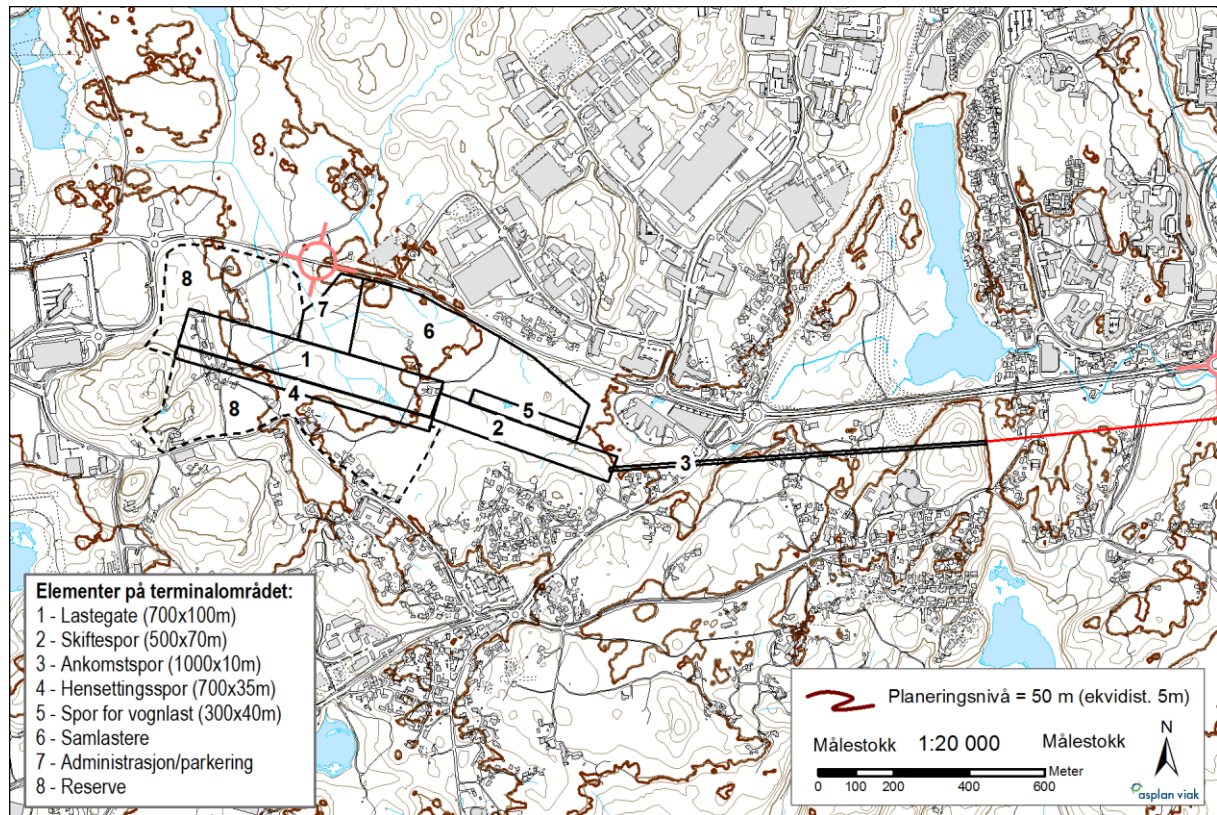 8
7
6
1
5
4
8
2
3
Elementer på terminalområdet:
1 - Lastegate (700x100m)
2 - Skiftespor (500x70m)
3 - Ankomstspor (1000x10m)
4 - Hensettingsspor (700x35m)
5 - Spor for vognlast (300x40m)
6 - Samlastere
7 - Administrasjon/parkering
8 - Reserve
Planeringsnivå = 50 m (ekvidist. 5m)
N
Målestokk 1:20 000 Målestokk
Meter
0 100 200 400 600
asplan viak